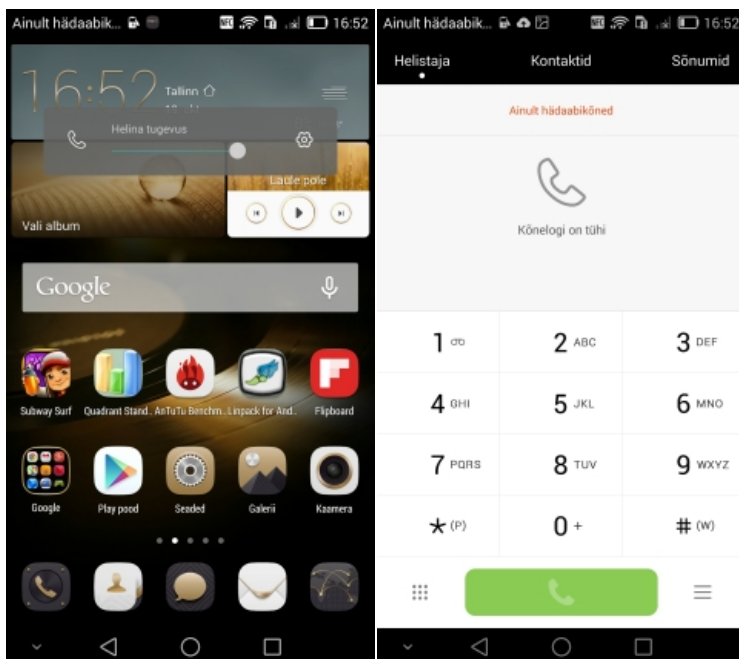 Ainult hädaabik... 16:52
16:52
Tallinn
Helina tugevus
Laule pole
Vali album
Google
Subway Surf Quadrant Stand.. AnTuTu Benchm.. Linpack for And.. Flipboard
Google Play pood Seaded Galerii Kaamera
Ainult hädaabik... 16:52
Helistaja Kontaktid Sõnumid
Ainult hädaabikõned
Kõnelogi on tühi
1 2 ABC 3 DEF
4 GHI 5 JKL 6 MNO
7 PQRS 8 TUV 9 WXYZ
* (P) 0 + # (W)